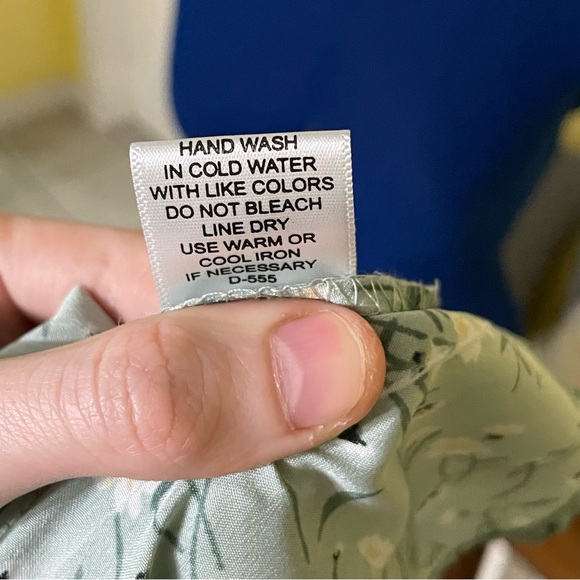 HAND WASH
IN COLD WATER
WITH LIKE COLORS
DO NOT BLEACH
LINE DRY
USE WARM OR
COOL IRON
IF NECESSARY
D-555